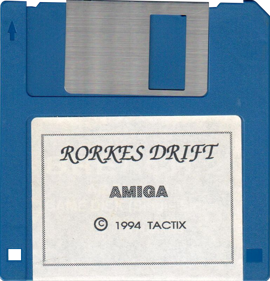 RORKES DRIFT
AMIGA
© 1994 TACTIX